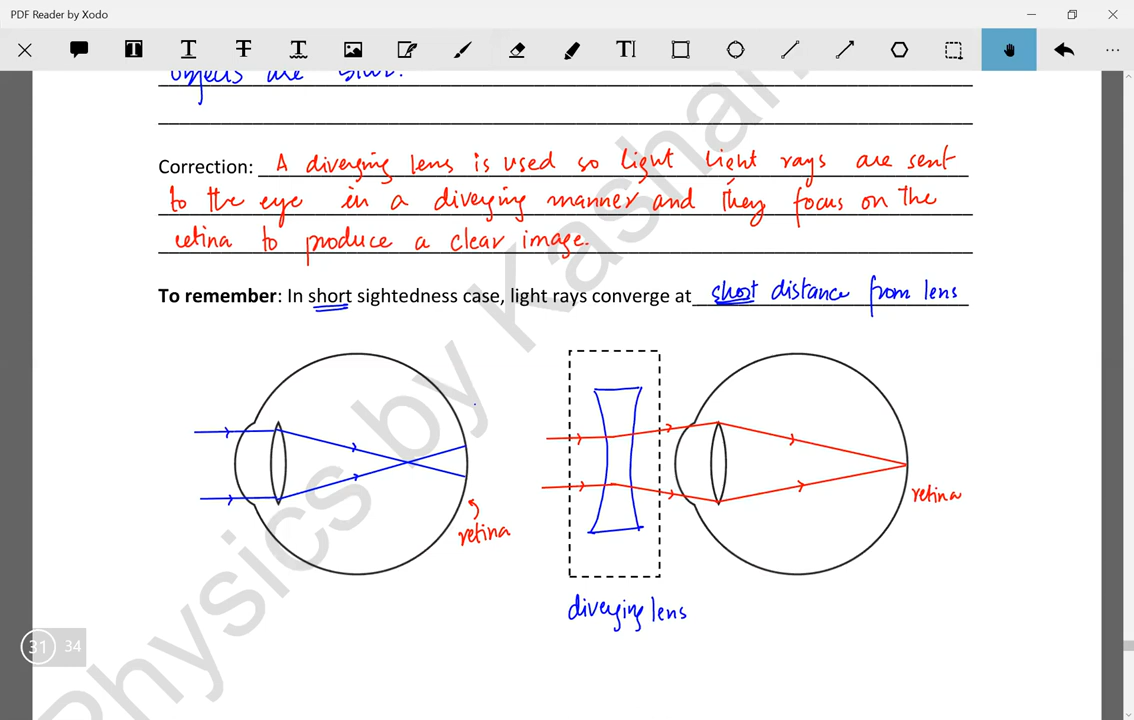 PDF Reader by Xodo
objects are blur.
Correction: A diverging lens is used so light light rays are sent
to the eye in a diverging manner and they focus on the
retina to produce a clear image.
To remember: In short sightedness case, light rays converge at short distance from lens
retina
retina
diverging lens
31 34
Physics by Kashan